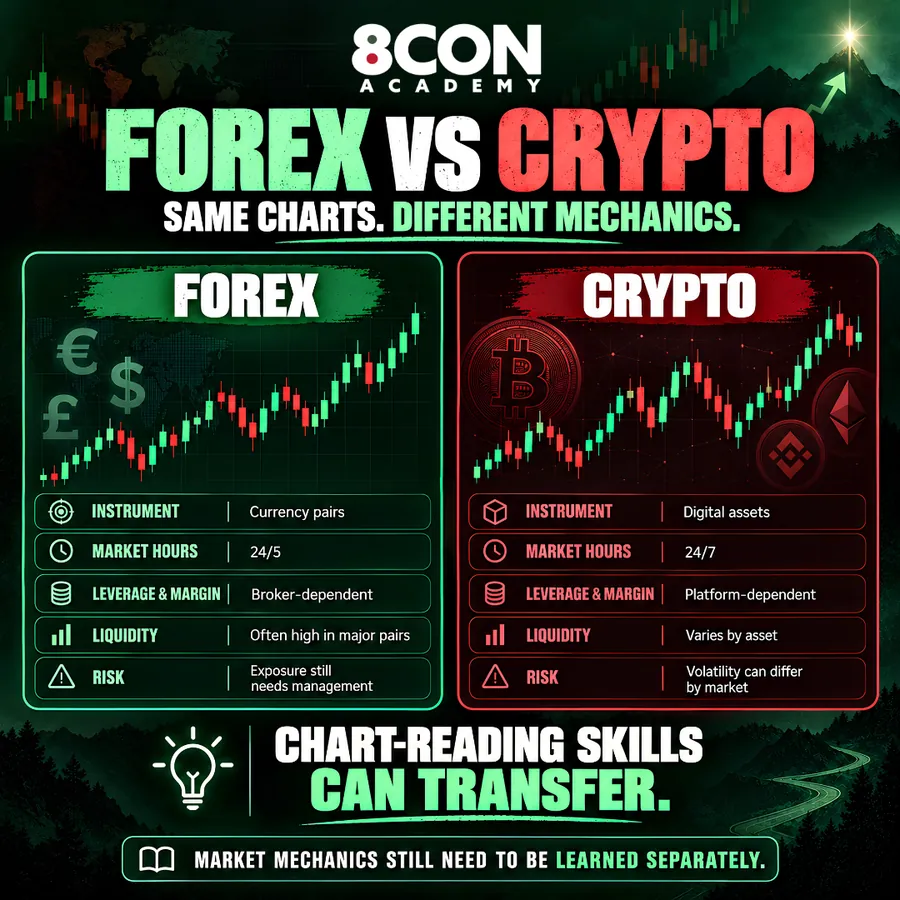 8CON
ACADEMY
FOREX VS CRYPTO
SAME CHARTS. DIFFERENT MECHANICS.
FOREX
€
$
£
INSTRUMENT | Currency pairs
MARKET HOURS | 24/5
LEVERAGE & MARGIN | Broker-dependent
LIQUIDITY | Often high in major pairs
RISK | Exposure still
needs management
CRYPTO
INSTRUMENT | Digital assets
MARKET HOURS | 24/7
LEVERAGE & MARGIN | Platform-dependent
LIQUIDITY | Varies by asset
RISK | Volatility can differ
by market
CHART-READING SKILLS
CAN TRANSFER.
MARKET MECHANICS STILL NEED TO BE LEARNED SEPARATELY.